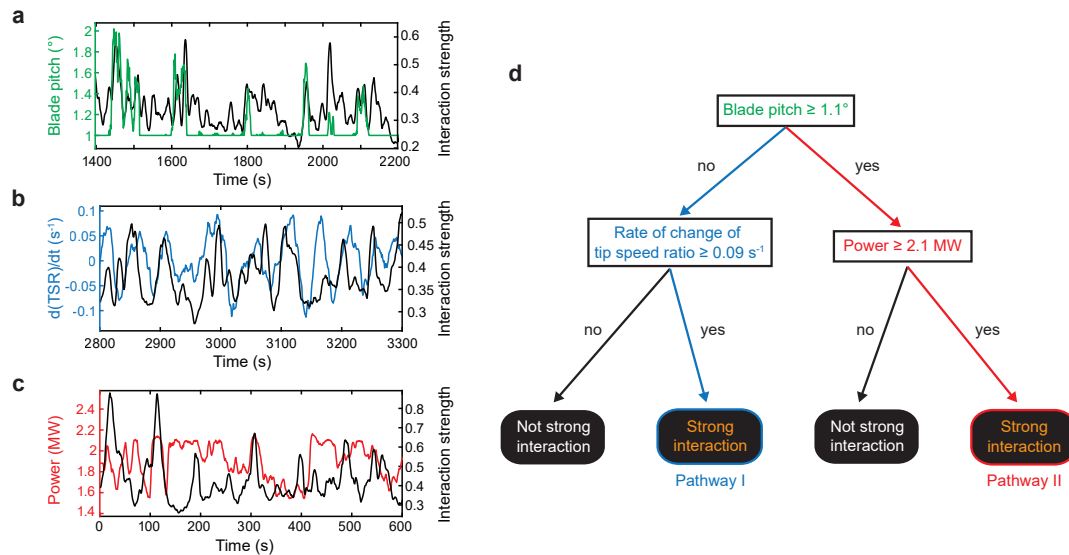 a
Blade pitch (°)
2
1.8
1.6
1.4
1.2
1
0.6
0.5
0.4
0.3
0.2
Interaction strength
1400 1600 1800 2000 2200
Time (s)
b
d(TSR)/dt (s⁻¹)
0.1
0.05
0
-0.05
-0.1
0.5
0.45
0.4
0.35
0.3
Interaction strength
2800 2900 3000 3100 3200 3300
Time (s)
c
Power (MW)
2.4
2.2
2
1.8
1.6
1.4
0.8
0.7
0.6
0.5
0.4
0.3
Interaction strength
0 100 200 300 400 500 600
Time (s)
d
Blade pitch ≥ 1.1°
no
yes
Rate of change of
tip speed ratio ≥ 0.09 s⁻¹
Power ≥ 2.1 MW
no
yes
no
yes
Not strong
interaction
Strong
interaction
Not strong
interaction
Strong
interaction
Pathway I
Pathway II